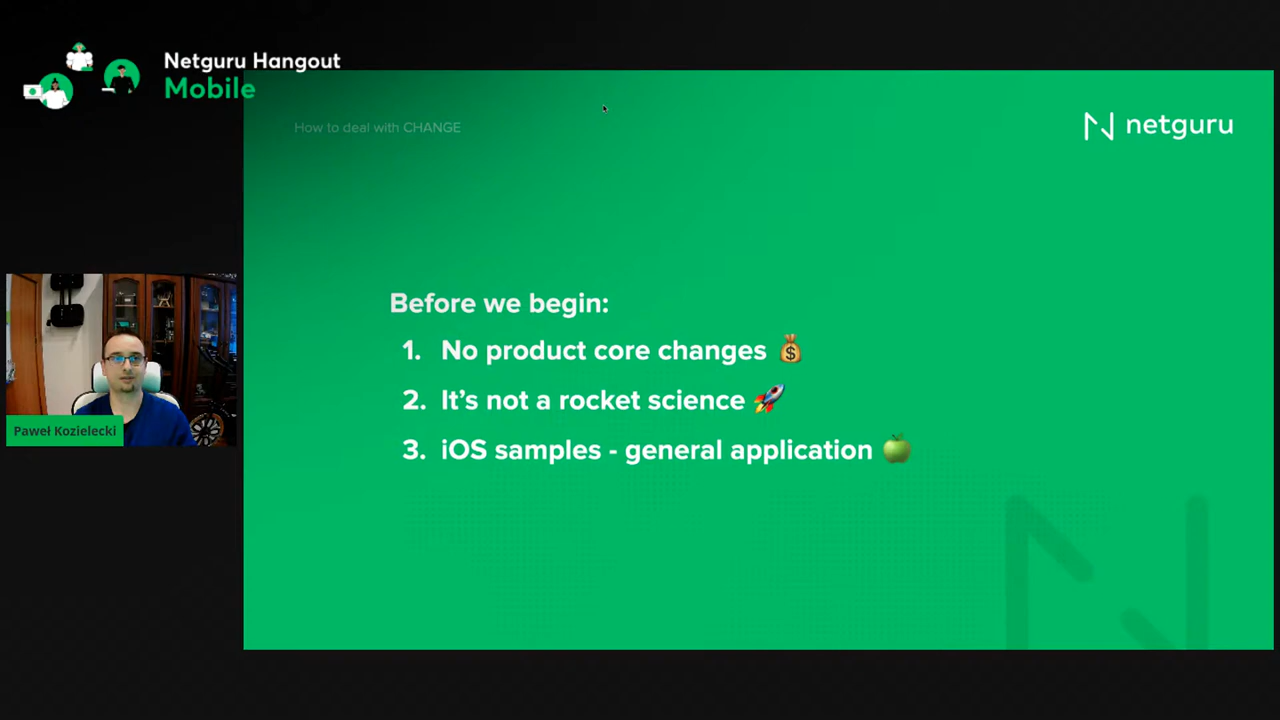 Netguru Hangout
Mobile
How to deal with CHANGE
netguru
Before we begin:
1. No product core changes 💰
2. It’s not a rocket science 🚀
3. iOS samples - general application 🍏
Paweł Kozielecki